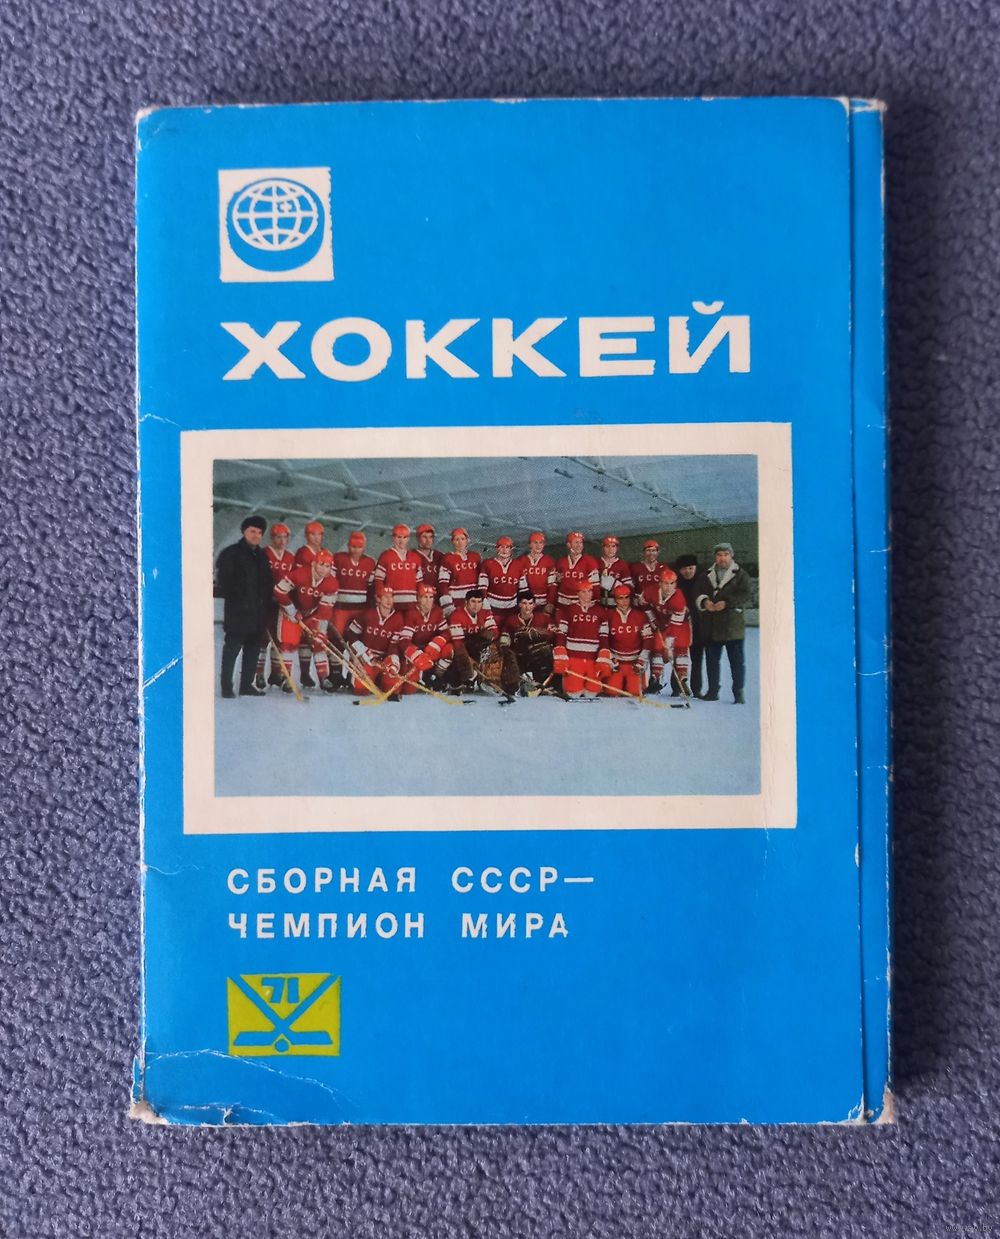 ХОККЕЙ
СБОРНАЯ СССР—
ЧЕМПИОН МИРА
71